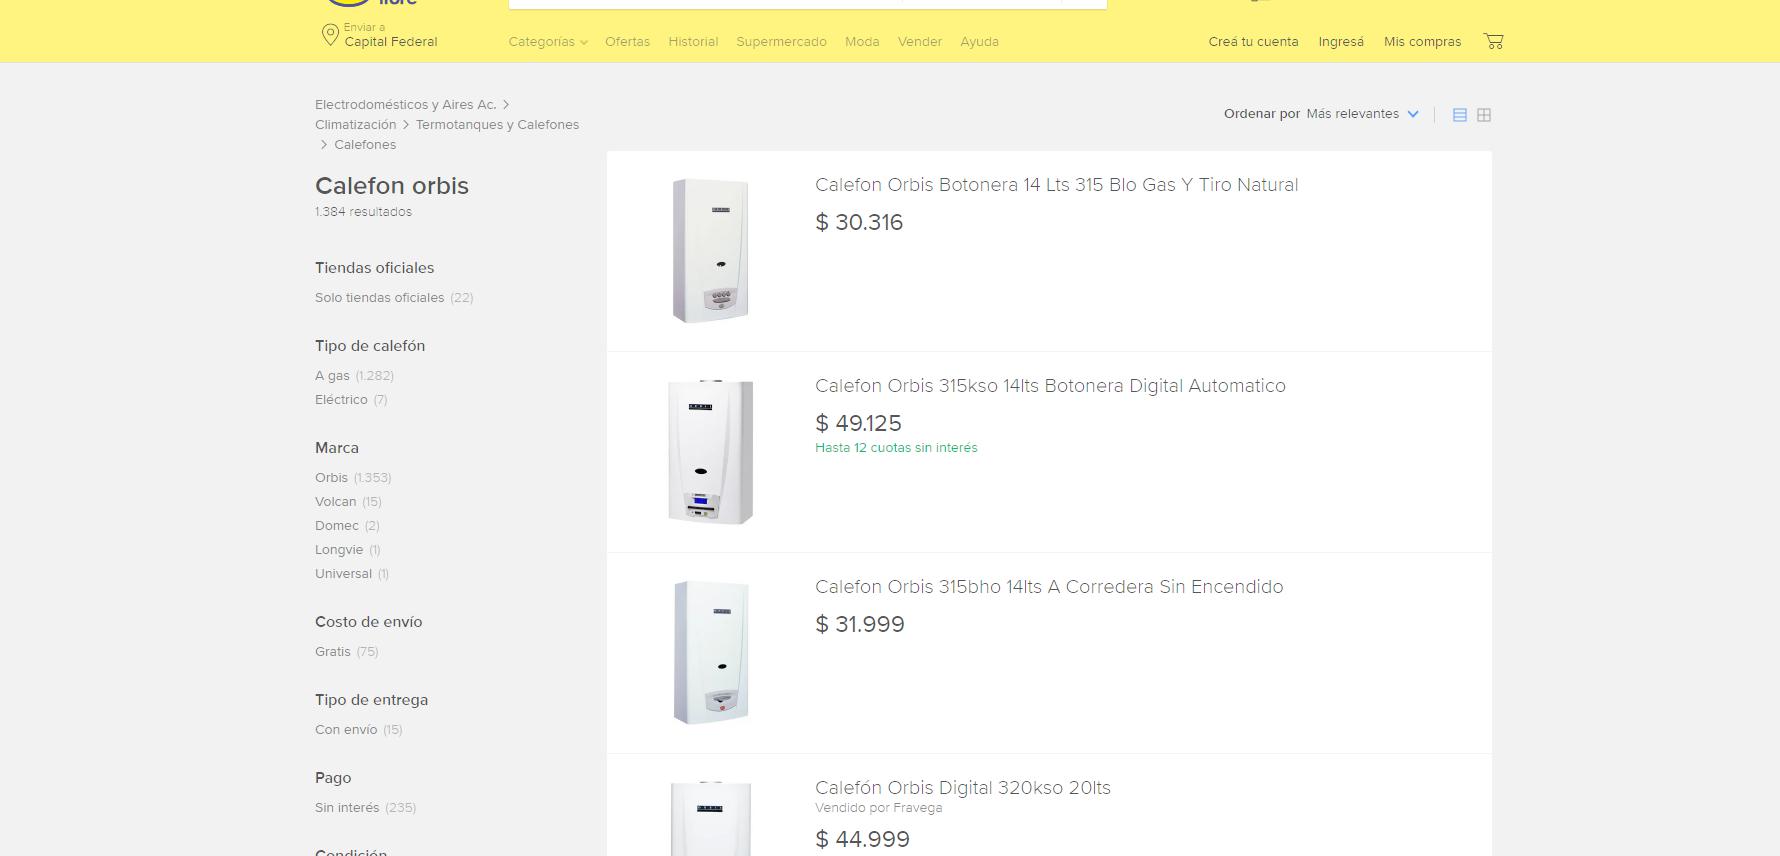 libre
Enviar a
Capital Federal
Categorías
Ofertas
Historial
Supermercado
Moda
Vender
Ayuda
Creá tu cuenta
Ingresá
Mis compras
Electrodomésticos y Aires Ac. >
Climatización > Termotanques y Calefones
> Calefones
Calefon orbis
1.384 resultados
Tiendas oficiales
Solo tiendas oficiales (22)
Tipo de calefón
A gas (1.282)
Eléctrico (7)
Marca
Orbis (1.353)
Volcan (15)
Domec (2)
Longvie (1)
Universal (1)
Costo de envío
Gratis (75)
Tipo de entrega
Con envío (15)
Pago
Sin interés (235)
Condición
Ordenar por Más relevantes
Calefon Orbis Botonera 14 Lts 315 Blo Gas Y Tiro Natural
$ 30.316
Calefon Orbis 315kso 14lts Botonera Digital Automatico
$ 49.125
Hasta 12 cuotas sin interés
Calefon Orbis 315bho 14lts A Corredera Sin Encendido
$ 31.999
Calefón Orbis Digital 320kso 20lts
Vendido por Fravega
$ 44.999